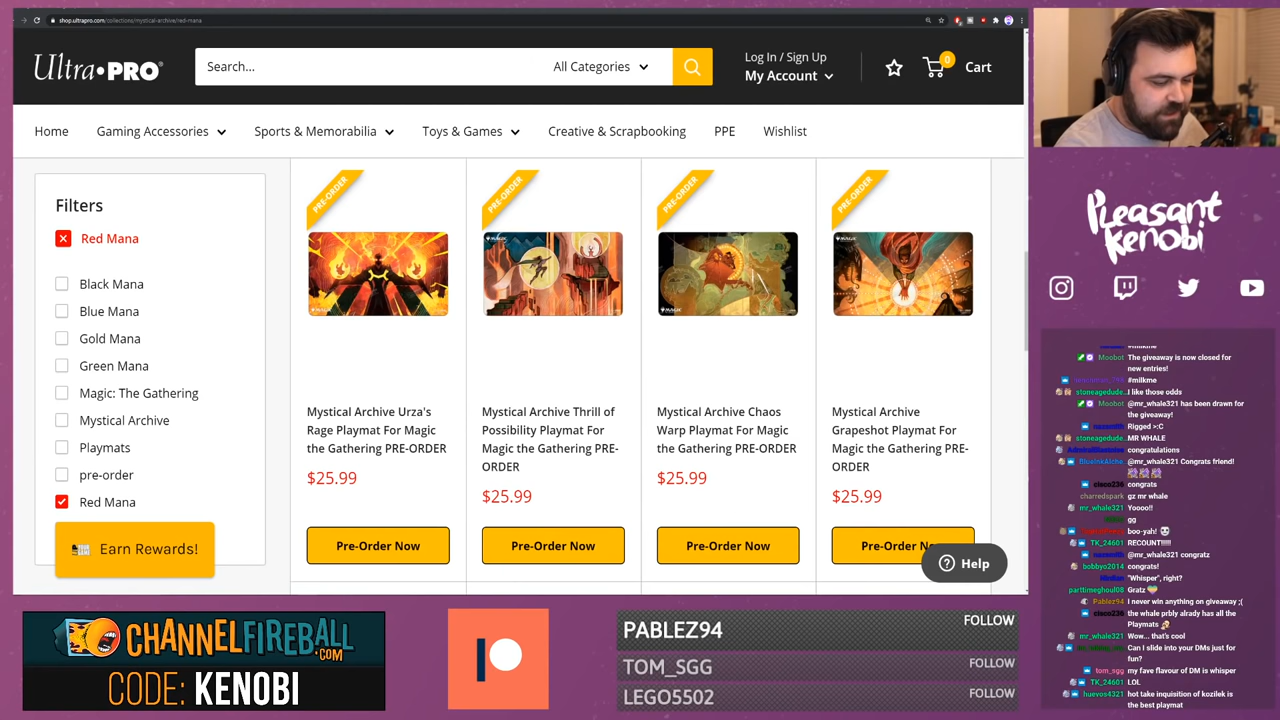 shop.ultrapro.com/collections/mystical-archive/red-mana
Ultra•PRO®
Search...
All Categories
Log In / Sign Up
My Account
0
Cart
Home
Gaming Accessories
Sports & Memorabilia
Toys & Games
Creative & Scrapbooking
PPE
Wishlist
Filters
Red Mana
Black Mana
Blue Mana
Gold Mana
Green Mana
Magic: The Gathering
Mystical Archive
Playmats
pre-order
Red Mana
Earn Rewards!
PRE-ORDER
Mystical Archive Urza's
Rage Playmat For Magic
the Gathering PRE-ORDER
$25.99
Pre-Order Now
PRE-ORDER
MAGIC
Mystical Archive Thrill of
Possibility Playmat For
Magic the Gathering PRE-
ORDER
$25.99
Pre-Order Now
PRE-ORDER
Mystical Archive Chaos
Warp Playmat For Magic
the Gathering PRE-ORDER
$25.99
Pre-Order Now
PRE-ORDER
MAGIC
Mystical Archive
Grapeshot Playmat For
Magic the Gathering PRE-
ORDER
$25.99
Help
Pleasant
Kenobi
#milkme
Moobot The giveaway is now closed for
new entries!
#milkme
stoneagedude.. I like those odds
Moobot @mr_whale321 has been drawn for
the giveaway!
Rigged >:C
stoneagedude.. MR WHALE
congratulations
BlueInkAlche.. @mr_whale321 Congrats friend!
cisco236 congrats
charredspark gz mr whale
mr_whale321 Yoooo!!
gg
boo-yah!
TK_24601 RECOUNT!!!!!
@mr_whale321 congratz
bobbyo2014 congrats!
"Whisper", right?
parttimeghoul08 Gratz
Pablez94 I never win anything on giveaway ;(
cisco236 the whale prbly alrady has all the
Playmats
mr_whale321 Wow... that's cool
Can I slide into your DMs just for
fun?
tom_sgg my fave flavour of DM is whisper
TK_24601 LOL
huevos4321 hot take inquisition of kozilek is
the best playmat
CHANNELFIREBALL
.COM
CODE: KENOBI
PABLEZ94 FOLLOW
TOM_SGG FOLLOW
LEGO5502 FOLLOW